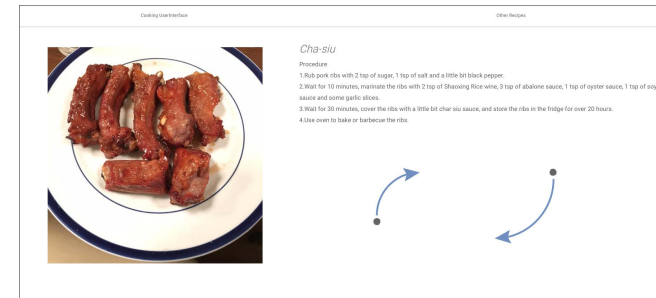 Cooking UserInterface
Other Recipes
Cha-siu
Procedure
1.Rub pork ribs with 2 tsp of sugar, 1 tsp of salt and a little bit black pepper.
2.Wait for 10 minutes, marinate the ribs with 2 tsp of Shaoxing Rice wine, 3 tsp of abalone sauce, 1 tsp of oyster sauce, 1 tsp of soy
sauce and some garlic slices.
3.Wait for 30 minutes, cover the ribs with a little bit char siu sauce, and store the ribs in the fridge for over 20 hours.
4.Use oven to bake or barbecue the ribs.